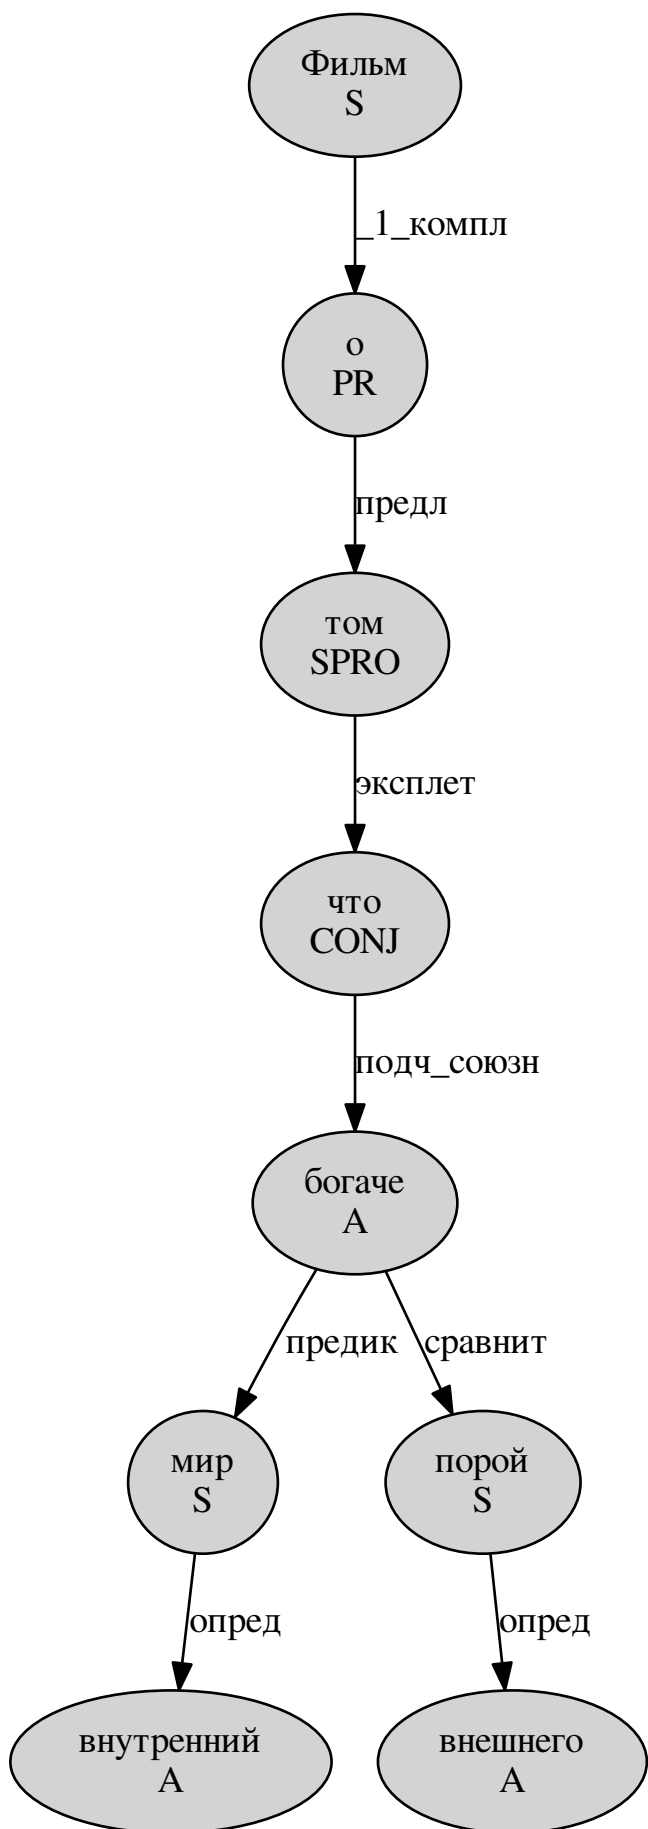 Фильм
S
_1_компл
о
PR
предл
том
SPRO
эксплет
что
CONJ
подч_союзн
богаче
A
предик
сравнит
мир
S
порой
S
опред
опред
внутренний
A
внешнего
A